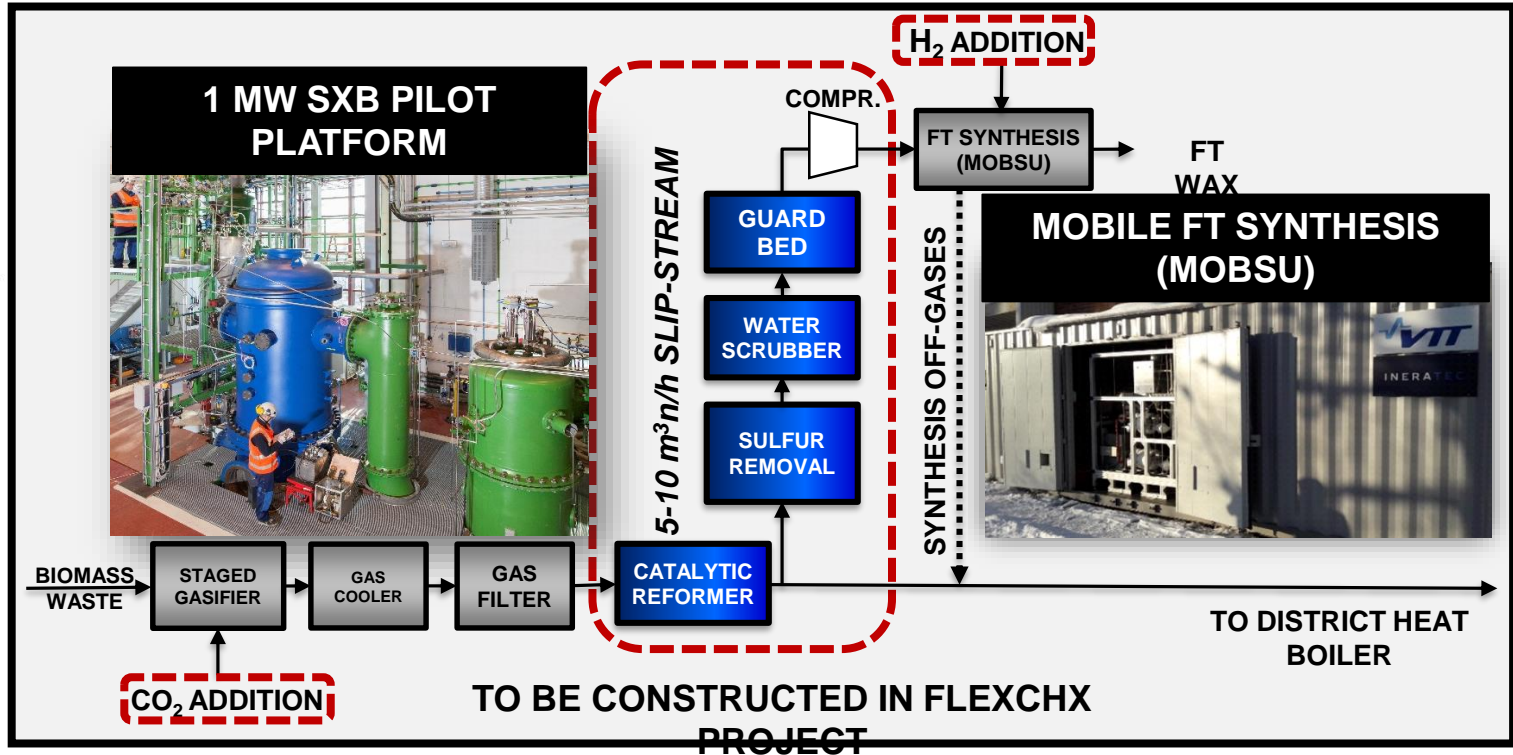 H₂ ADDITION
1 MW SXB PILOT
PLATFORM
COMPR.
FT SYNTHESIS
(MOBSU)
FT
WAX
5-10 m³n/h SLIP-STREAM
GUARD
BED
MOBILE FT SYNTHESIS
(MOBSU)
WATER
SCRUBBER
SYNTHESIS OFF-GASES
VTT
INERATEC
SULFUR
REMOVAL
BIOMASS
WASTE
STAGED
GASIFIER
GAS
COOLER
GAS
FILTER
CATALYTIC
REFORMER
TO DISTRICT HEAT
BOILER
CO₂ ADDITION
TO BE CONSTRUCTED IN FLEXCHX
PROJECT